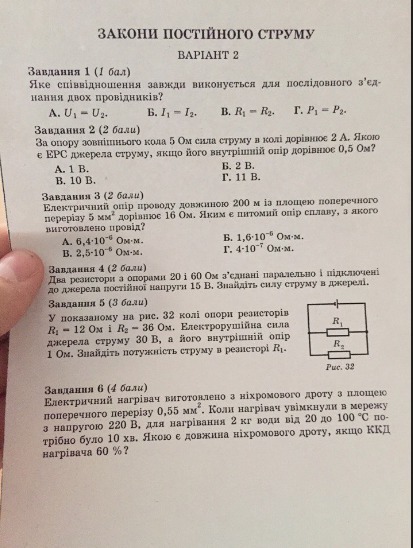 ЗАКОНИ ПОСТІЙНОГО СТРУМУ
ВАРІАНТ 2
Завдання 1 (1 бал)
Яке співвідношення завжди виконується для послідовного з'єд-
нання двох провідників?
А. U₁ = U₂. Б. I₁ = I₂. В. R₁ = R₂. Г. P₁ = P₂.
Завдання 2 (2 бали)
За опору зовнішнього кола 5 Ом сила струму в колі дорівнює 2 А. Якою
є ЕРС джерела струму, якщо його внутрішній опір дорівнює 0,5 Ом?
А. 1 В. Б. 2 В.
В. 10 В. Г. 11 В.
Завдання 3 (2 бали)
Електричний опір проводу довжиною 200 м із площею поперечного
перерізу 5 мм² дорівнює 16 Ом. Яким є питомий опір сплаву, з якого
виготовлено провід?
А. 6,4·10⁻⁶ Ом·м. Б. 1,6·10⁻⁶ Ом·м.
В. 2,5·10⁻⁶ Ом·м. Г. 4·10⁻⁷ Ом·м.
Завдання 4 (2 бали)
Два резистори з опорами 20 і 60 Ом з'єднані паралельно і підключені
до джерела постійної напруги 15 В. Знайдіть силу струму в джерелі.
Завдання 5 (3 бали)
У показаному на рис. 32 колі опори резисторів
R₁ = 12 Ом і R₂ = 36 Ом. Електрорушійна сила
джерела струму 30 В, а його внутрішній опір
1 Ом. Знайдіть потужність струму в резисторі R₁.
R₁
R₂
Рис. 32
Завдання 6 (4 бали)
Електричний нагрівач виготовлено з ніхромового дроту з площею
поперечного перерізу 0,55 мм². Коли нагрівач увімкнули в мережу
з напругою 220 В, для нагрівання 2 кг води від 20 до 100 °С по-
трібно було 10 хв. Якою є довжина ніхромового дроту, якщо ККД
нагрівача 60 %?